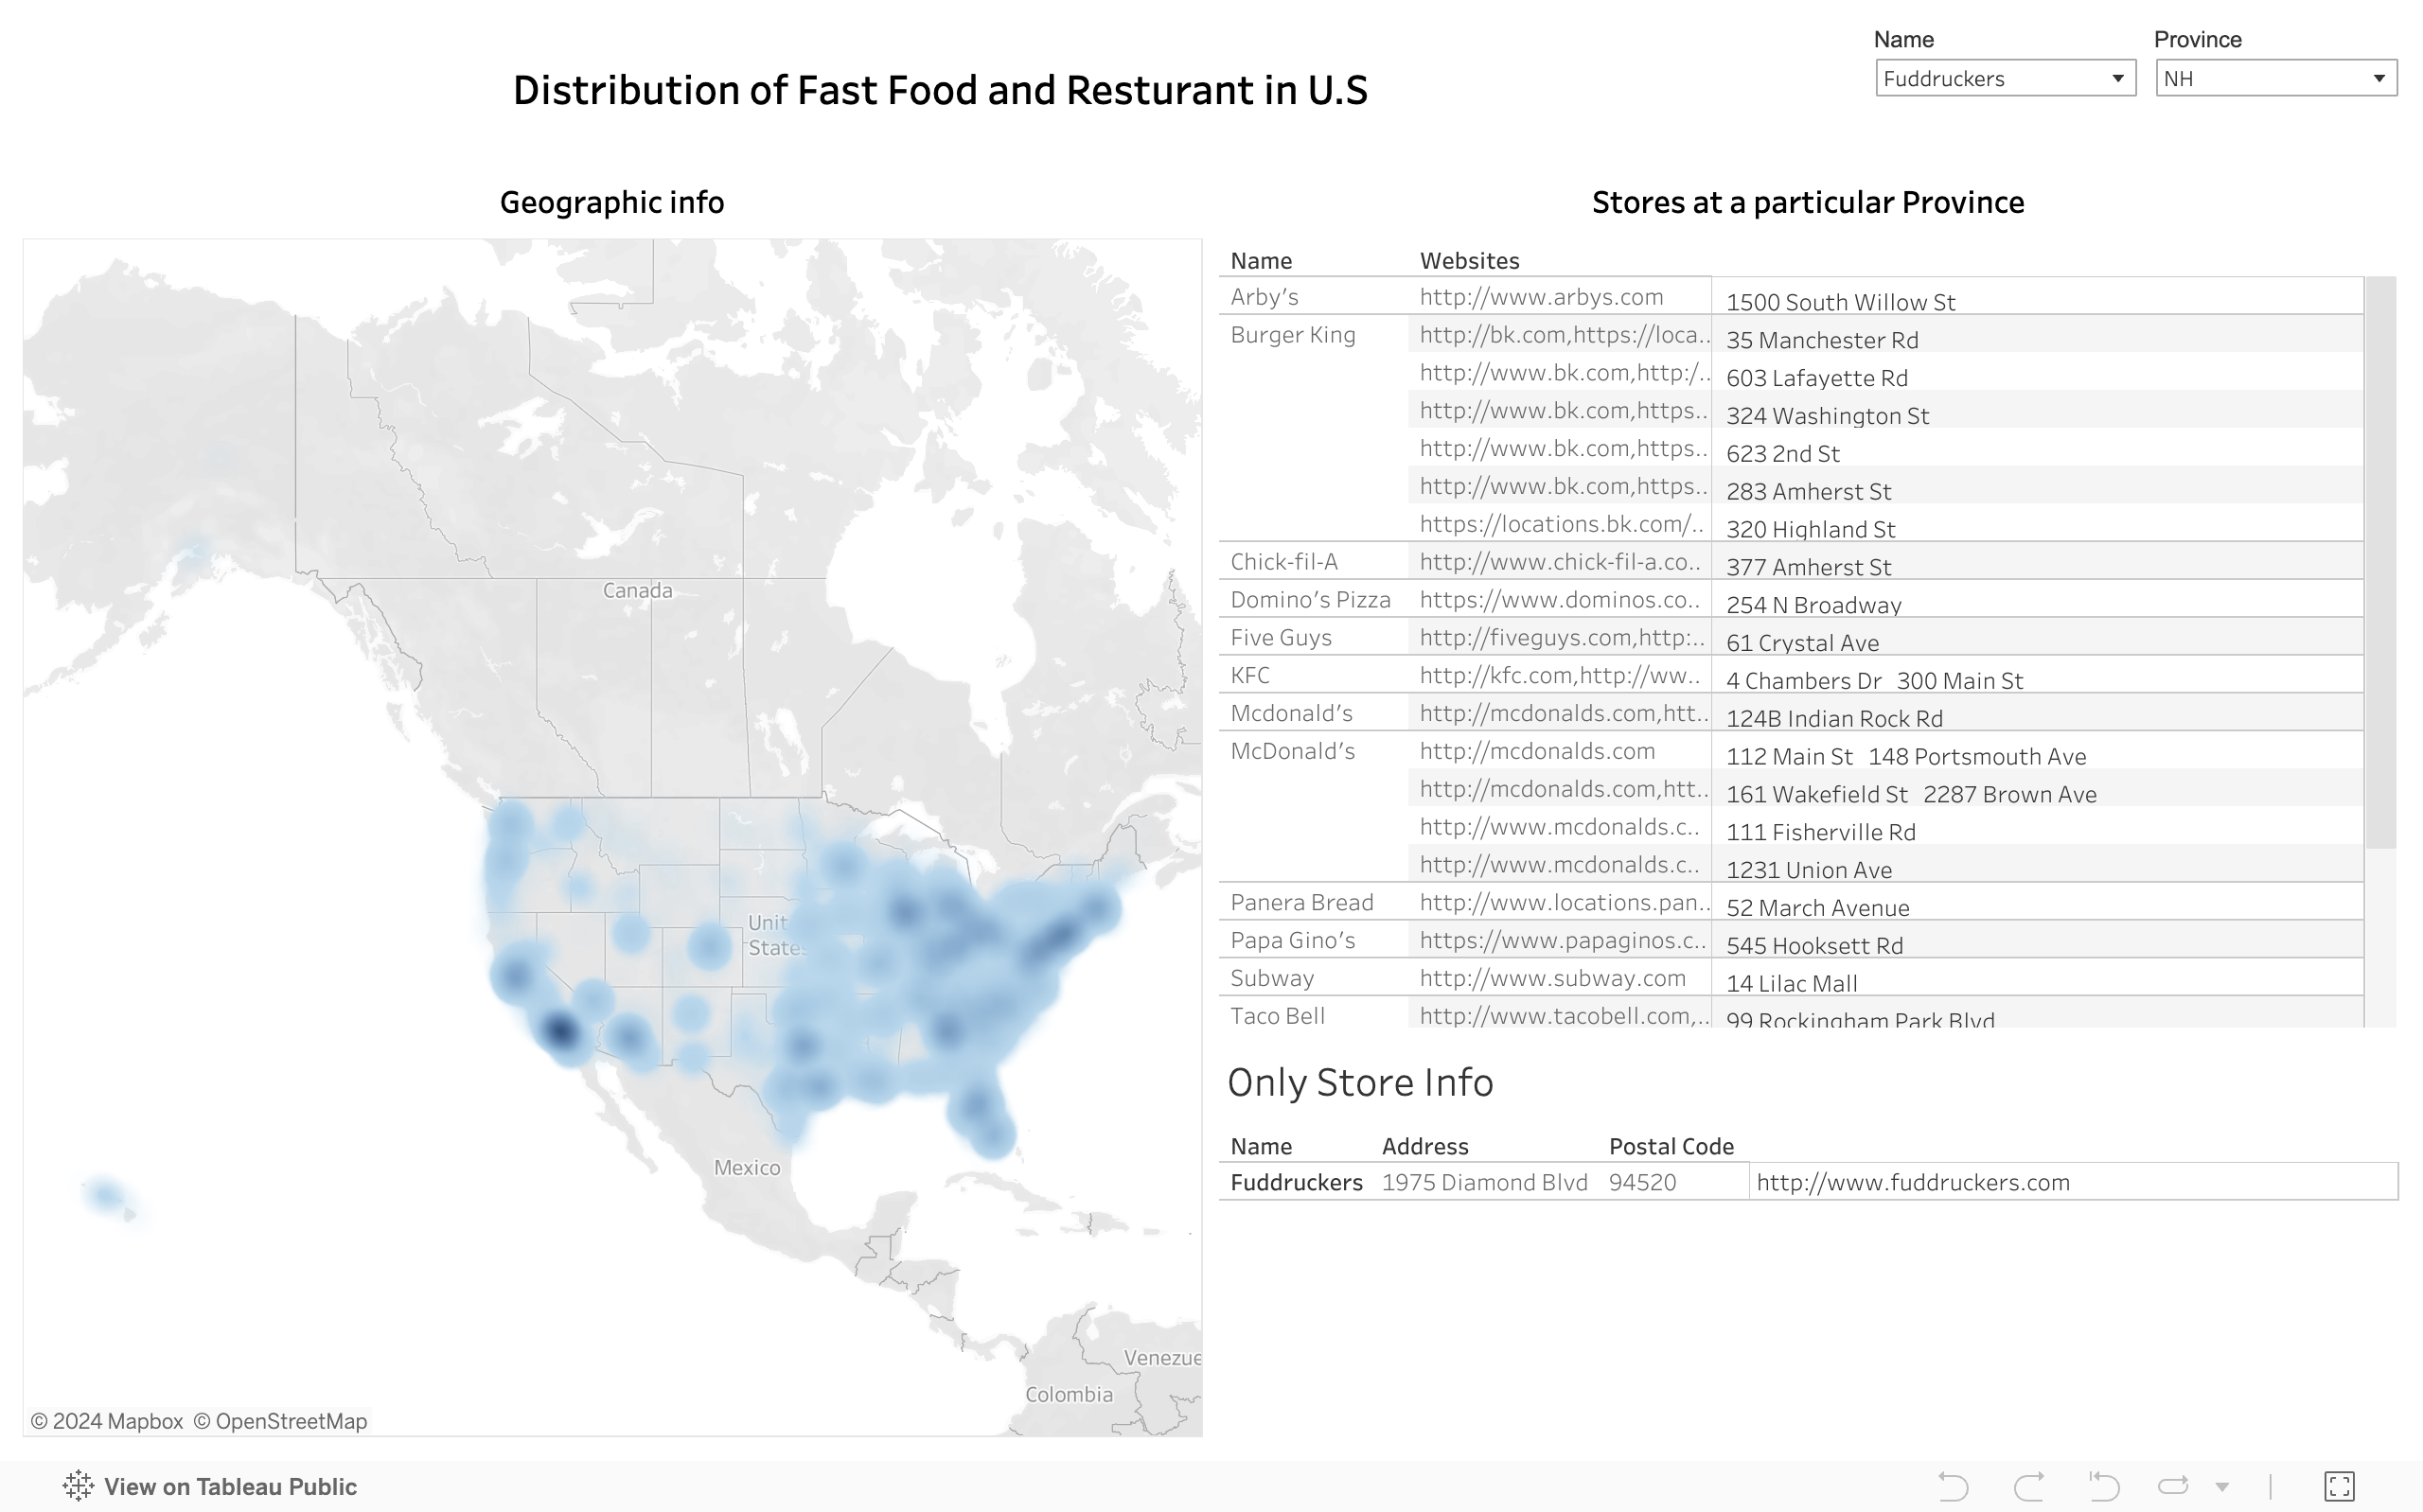 Name Province
Fuddruckers NH
Distribution of Fast Food and Resturant in U.S
Geographic info
Canada
Unit
States
Mexico
Venezue
Colombia
© 2024 Mapbox © OpenStreetMap
Stores at a particular Province
Name Websites
Arby's http://www.arbys.com 1500 South Willow St
Burger King http://bk.com,https://loca.. 35 Manchester Rd
http://www.bk.com,http:/.. 603 Lafayette Rd
http://www.bk.com,https.. 324 Washington St
http://www.bk.com,https.. 623 2nd St
http://www.bk.com,https.. 283 Amherst St
https://locations.bk.com/.. 320 Highland St
Chick-fil-A http://www.chick-fil-a.co.. 377 Amherst St
Domino's Pizza https://www.dominos.co.. 254 N Broadway
Five Guys http://fiveguys.com,http:.. 61 Crystal Ave
KFC http://kfc.com,http://ww.. 4 Chambers Dr 300 Main St
Mcdonald's http://mcdonalds.com,htt.. 124B Indian Rock Rd
McDonald's http://mcdonalds.com 112 Main St 148 Portsmouth Ave
http://mcdonalds.com,htt.. 161 Wakefield St 2287 Brown Ave
http://www.mcdonalds.c.. 111 Fisherville Rd
http://www.mcdonalds.c.. 1231 Union Ave
Panera Bread http://www.locations.pan.. 52 March Avenue
Papa Gino's https://www.papaginos.c.. 545 Hooksett Rd
Subway http://www.subway.com 14 Lilac Mall
Taco Bell http://www.tacobell.com,.. 99 Rockingham Park Blvd
Only Store Info
Name Address Postal Code
Fuddruckers 1975 Diamond Blvd 94520 http://www.fuddruckers.com
View on Tableau Public